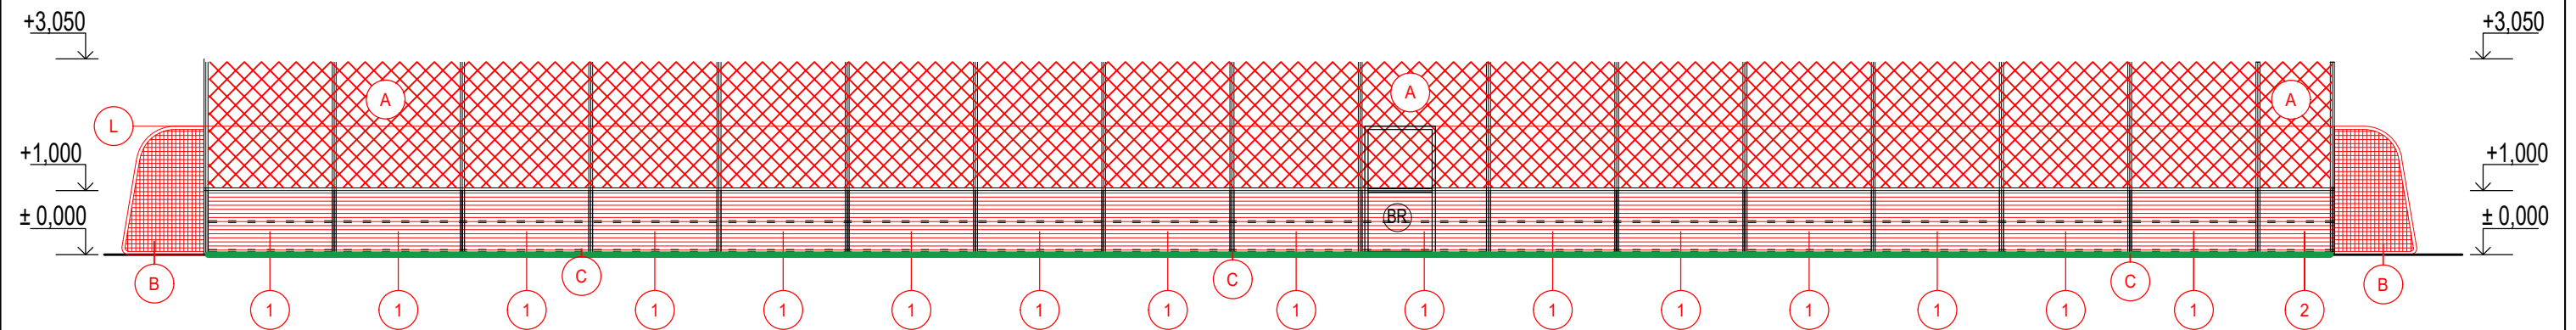 +3,050 +3,050
A A A
L
+1,000 +1,000
± 0,000 BR ± 0,000
B C C C B
1 1 1 1 1 1 1 1 1 1 1 1 1 1 1 1 2